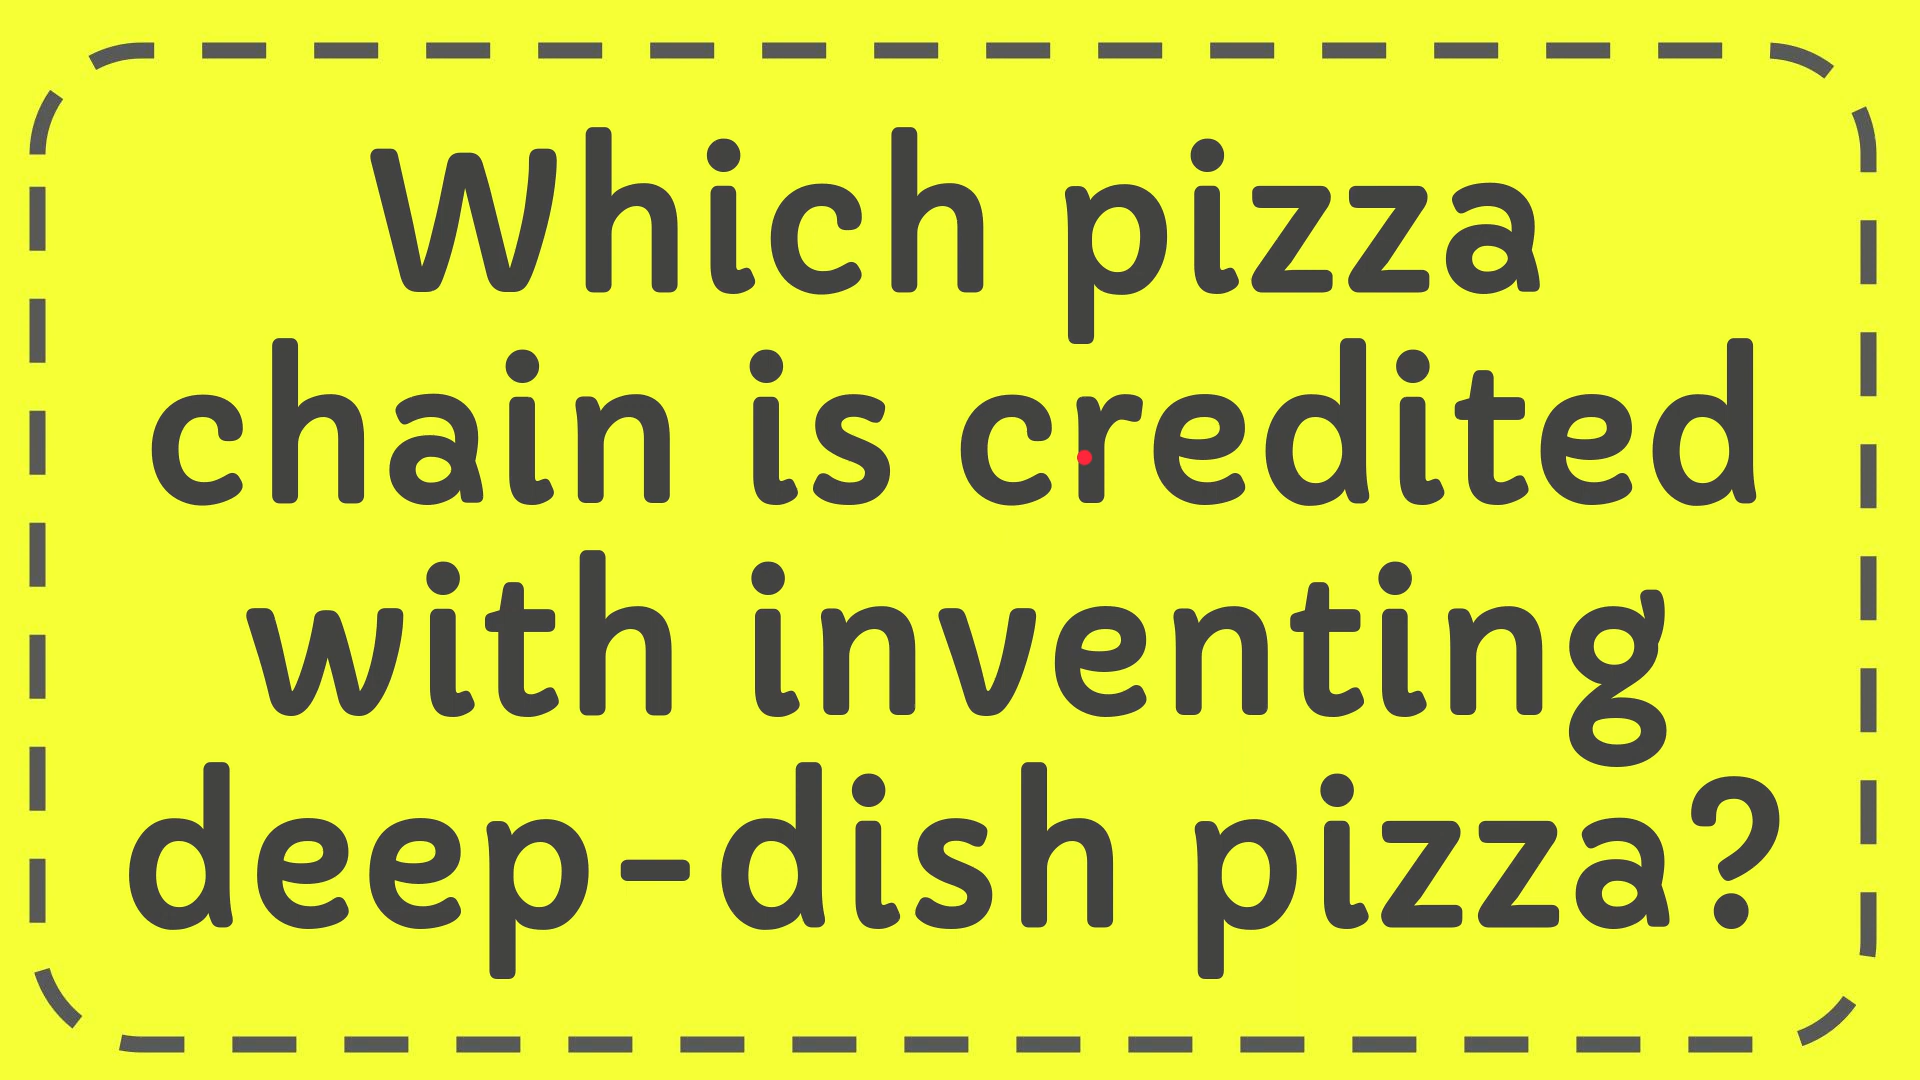 Which pizza
chain is credited
with inventing
deep-dish pizza?